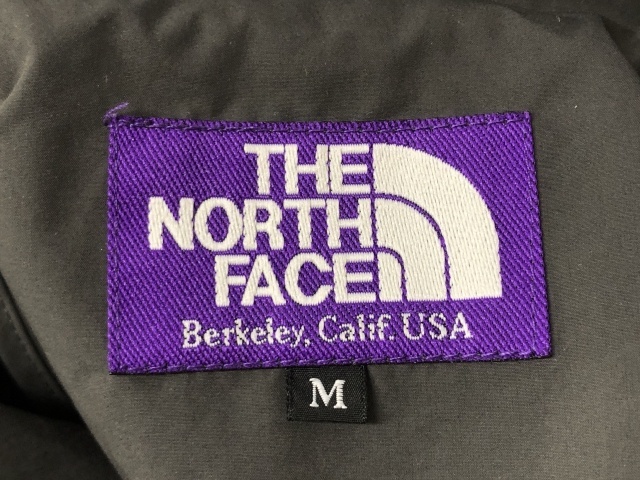 THE
NORTH
FACE
Berkeley, Calif. USA
M